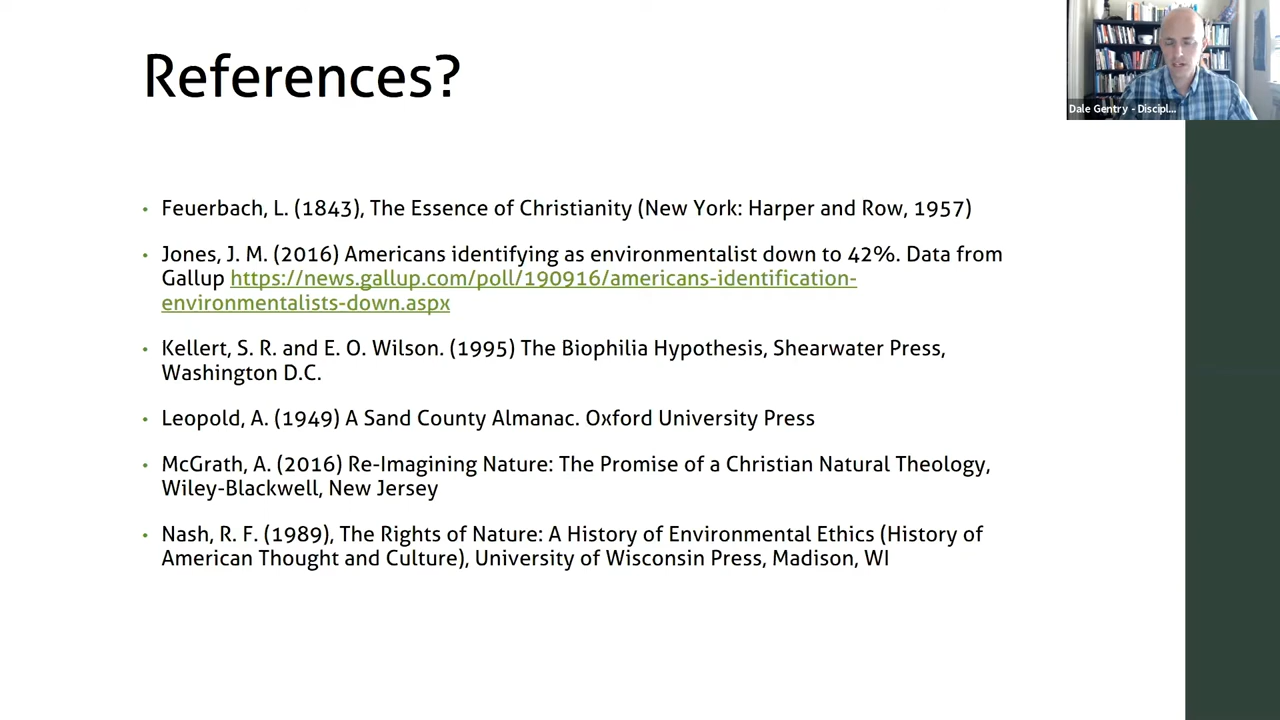 References?
Dale Gentry - Discipl...
• Feuerbach, L. (1843), The Essence of Christianity (New York: Harper and Row, 1957)
• Jones, J. M. (2016) Americans identifying as environmentalist down to 42%. Data from
Gallup https://news.gallup.com/poll/190916/americans-identification-
environmentalists-down.aspx
• Kellert, S. R. and E. O. Wilson. (1995) The Biophilia Hypothesis, Shearwater Press,
Washington D.C.
• Leopold, A. (1949) A Sand County Almanac. Oxford University Press
• McGrath, A. (2016) Re-Imagining Nature: The Promise of a Christian Natural Theology,
Wiley-Blackwell, New Jersey
• Nash, R. F. (1989), The Rights of Nature: A History of Environmental Ethics (History of
American Thought and Culture), University of Wisconsin Press, Madison, WI